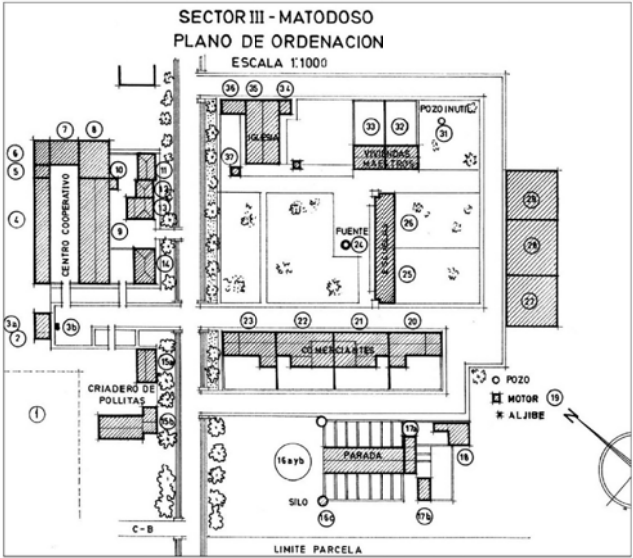 SECTOR III - MATODOSO
PLANO DE ORDENACION
ESCALA 1:1000
36 35 34
7 8
POZO INUTIL
33 32 31
6
5
10 11
IGLESIA
VIVIENDAS
MAESTROS
12
37
13
29
4
CENTRO COOPERATIVO
9
FUENTE
24
ESCUELAS
26
28
14
25
27
3a
2
3b
23 22 21 20
COMERCIANTES
15a
CRIADERO DE
POLLITAS
POZO
MOTOR 19
ALJIBE
1
15b
17a
N
16ayb
PARADA
18
SILO
16c
17b
C-B
LIMITE PARCELA